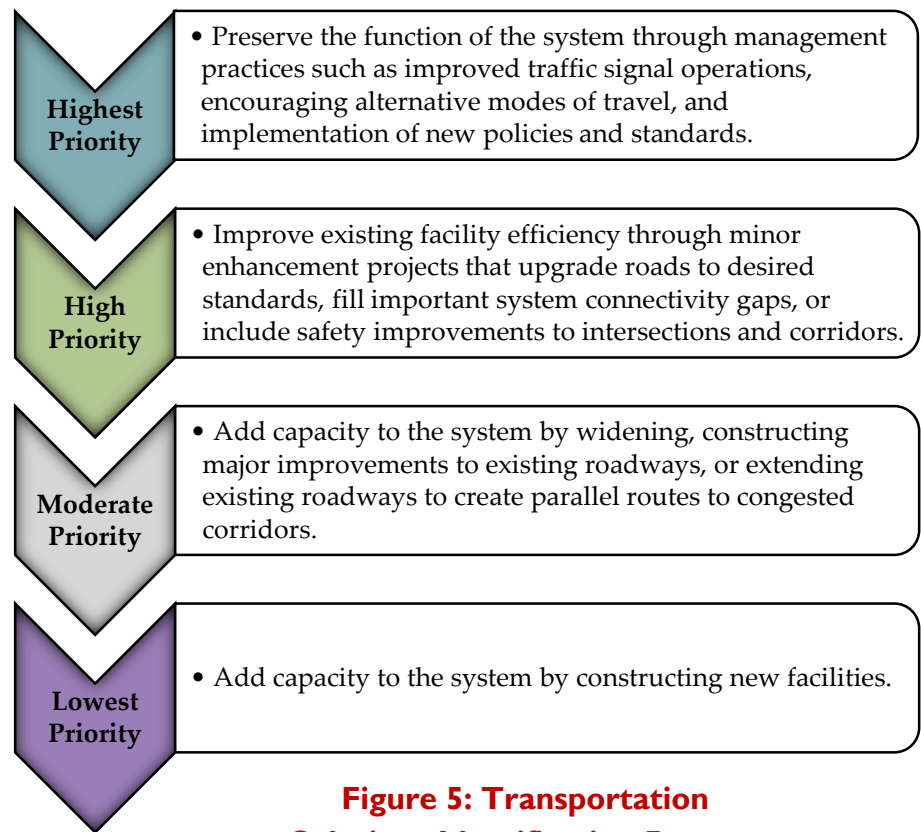 • Preserve the function of the system through management
practices such as improved traffic signal operations,
encouraging alternative modes of travel, and
implementation of new policies and standards.
Highest
Priority
• Improve existing facility efficiency through minor
enhancement projects that upgrade roads to desired
standards, fill important system connectivity gaps, or
include safety improvements to intersections and corridors.
High
Priority
• Add capacity to the system by widening, constructing
major improvements to existing roadways, or extending
existing roadways to create parallel routes to congested
corridors.
Moderate
Priority
• Add capacity to the system by constructing new facilities.
Lowest
Priority
Figure 5: Transportation